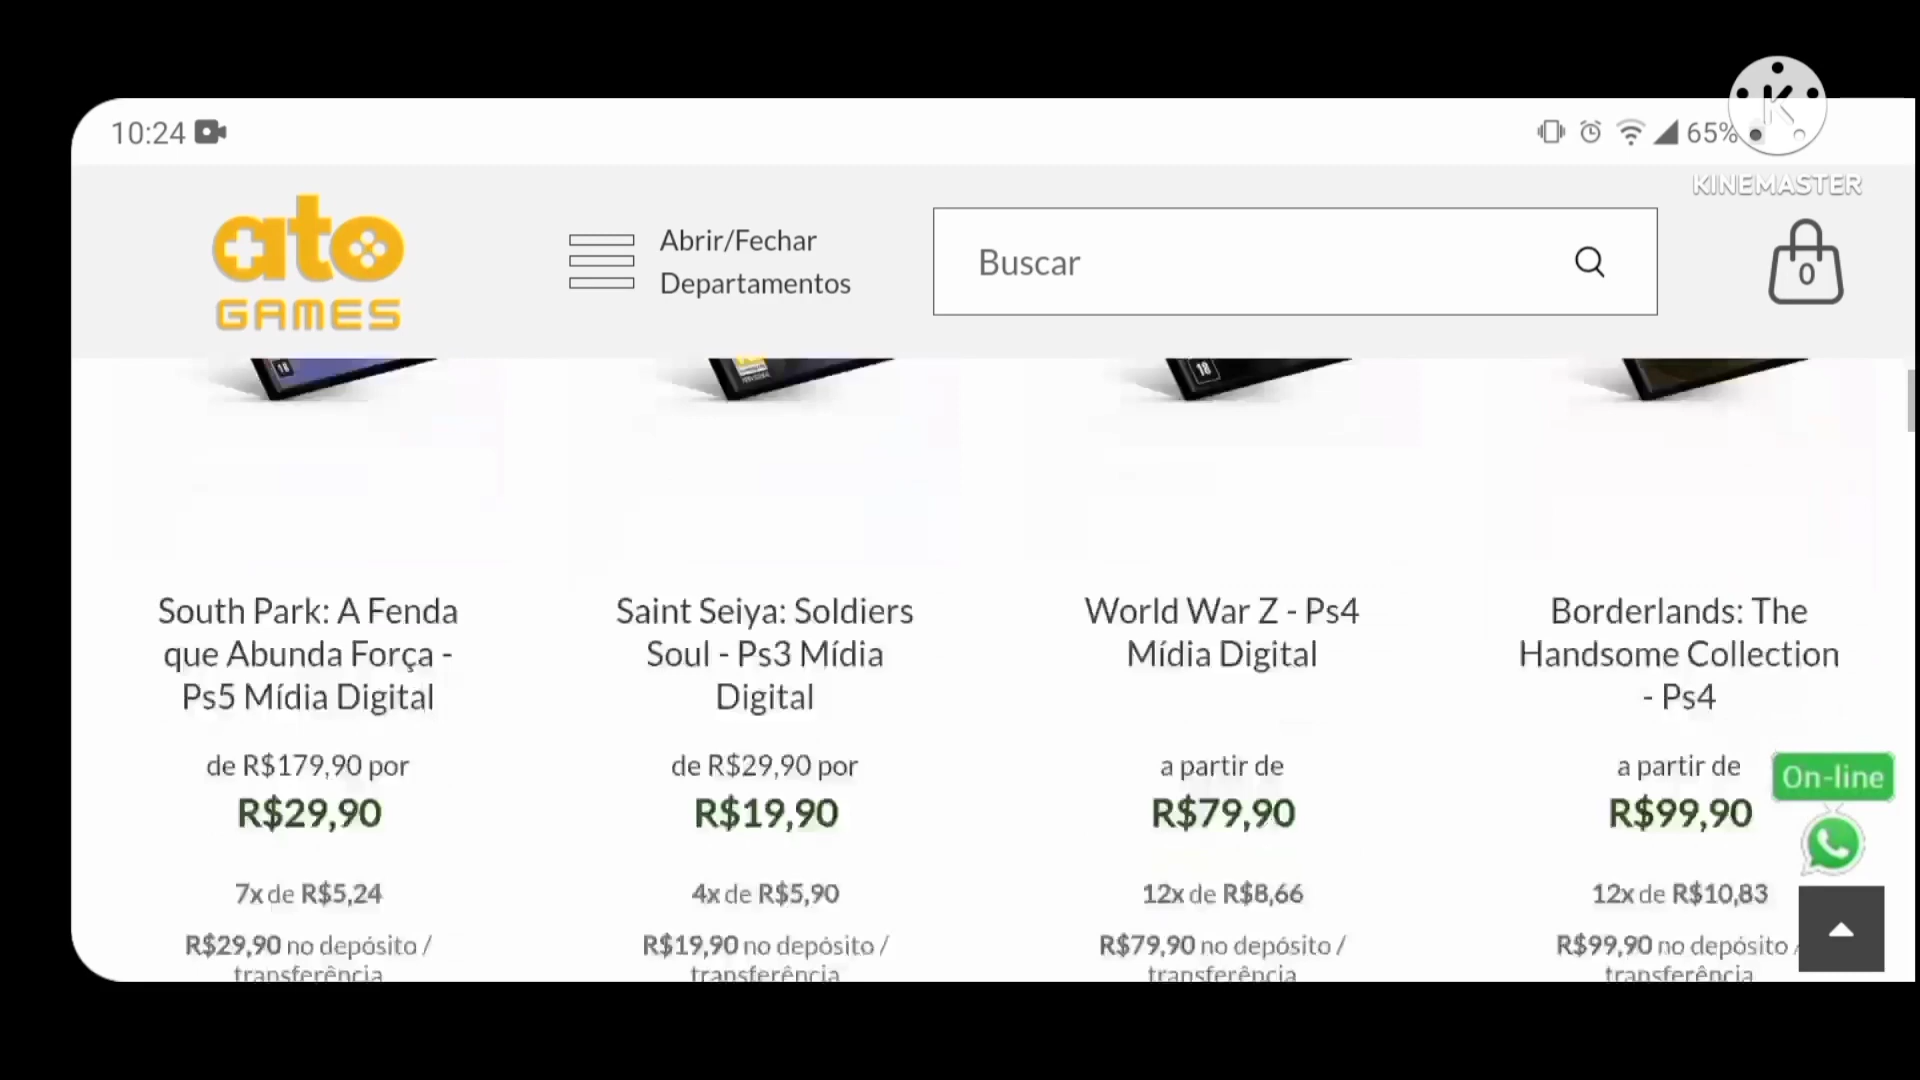 10:24
65%
KINEMASTER
ato
GAMES
Abrir/Fechar
Departamentos
Buscar
0
18
18
South Park: A Fenda
que Abunda Força -
Ps5 Mídia Digital
Saint Seiya: Soldiers
Soul - Ps3 Mídia
Digital
World War Z - Ps4
Mídia Digital
Borderlands: The
Handsome Collection
- Ps4
de R$179,90 por
R$29,90
de R$29,90 por
R$19,90
a partir de
R$79,90
a partir de
R$99,90
On-line
7x de R$5,24
4x de R$5,90
12x de R$8,66
12x de R$10,83
R$29,90 no depósito /
transferência
R$19,90 no depósito /
transferência
R$79,90 no depósito /
transferência
R$99,90 no depósito /
transferência